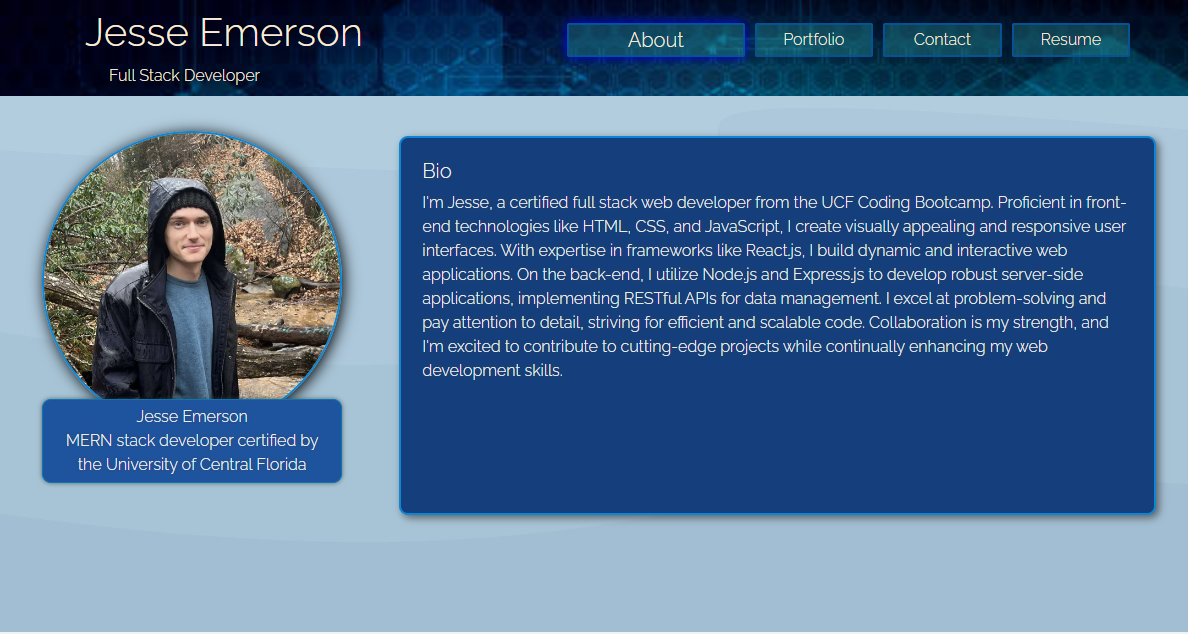 Jesse Emerson
Full Stack Developer
About
Portfolio
Contact
Resume
Jesse Emerson
MERN stack developer certified by
the University of Central Florida
Bio
I'm Jesse, a certified full stack web developer from the UCF Coding Bootcamp. Proficient in front-
end technologies like HTML, CSS, and JavaScript, I create visually appealing and responsive user
interfaces. With expertise in frameworks like React.js, I build dynamic and interactive web
applications. On the back-end, I utilize Node.js and Express.js to develop robust server-side
applications, implementing RESTful APIs for data management. I excel at problem-solving and
pay attention to detail, striving for efficient and scalable code. Collaboration is my strength, and
I'm excited to contribute to cutting-edge projects while continually enhancing my web
development skills.